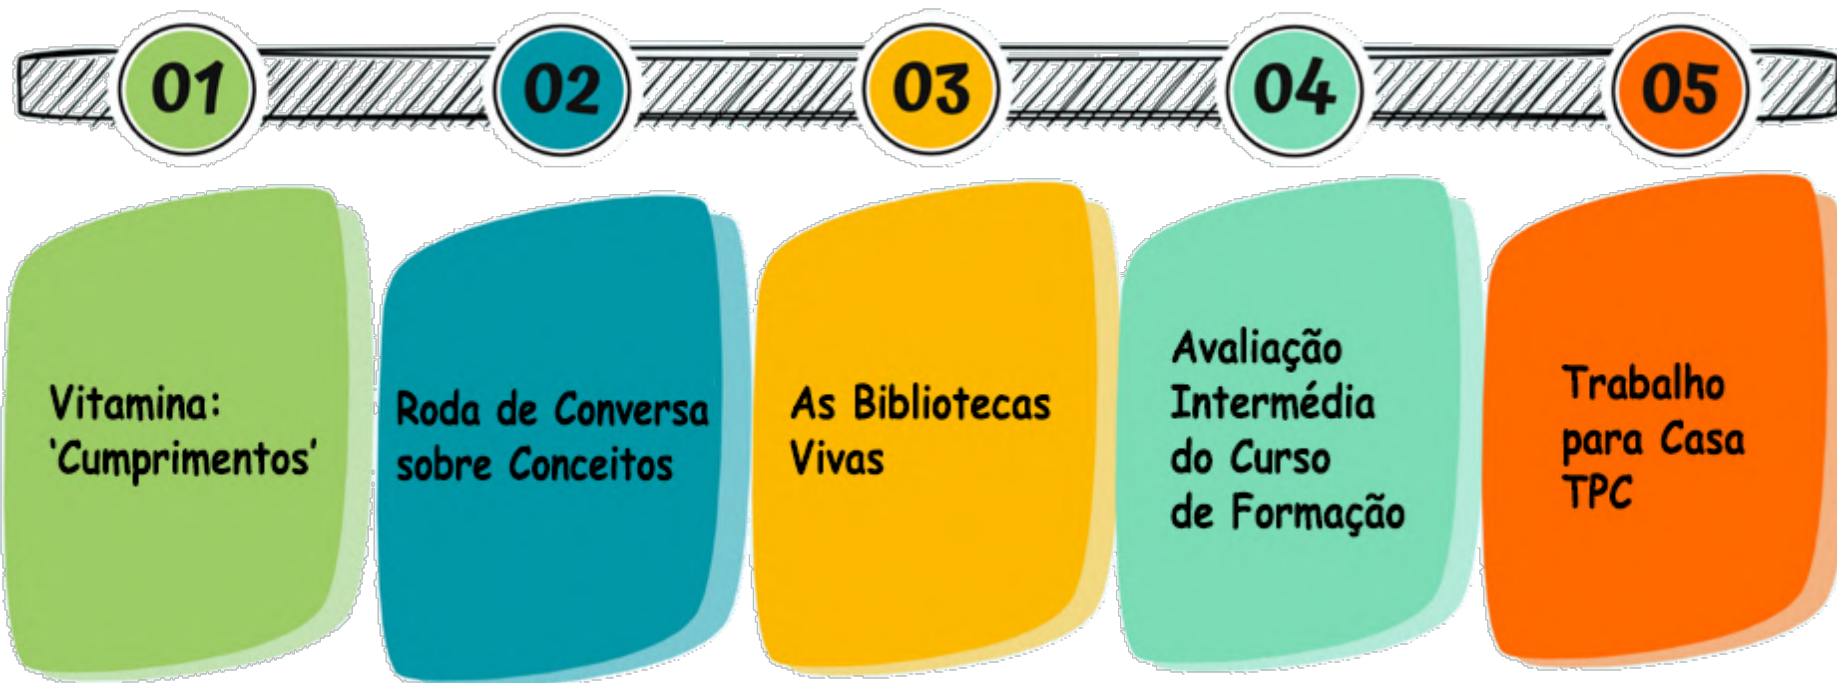 01
02
03
04
05
Vitamina:
‘Cumprimentos’
Roda de Conversa
sobre Conceitos
As Bibliotecas
Vivas
Avaliação
Intermédia
do Curso
de Formação
Trabalho
para Casa
TPC